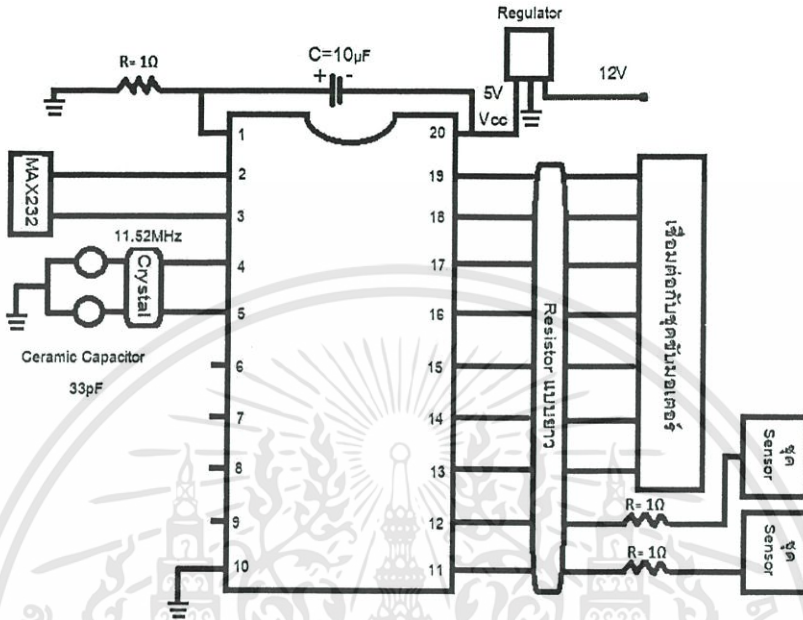 Regulator
R= 1Ω
C=10µF
+ -
5V
12V
Vcc
1
20
MAX232
2
19
3
18
11.52MHz
Crystal
4
17
5
16
Ceramic Capacitor
33pF
6
15
7
14
8
13
9
12
10
11
Resistor แบบยาว
เชื่อมต่อกับชุดขับมอเตอร์
R= 1Ω
R= 1Ω
ชุด
Sensor
ชุด
Sensor